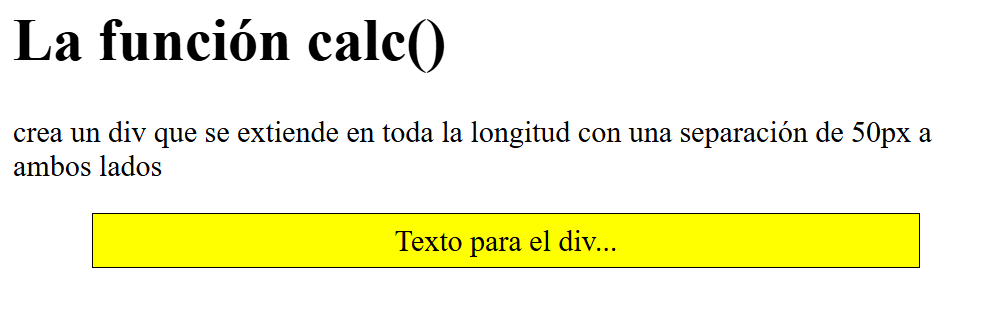 La función calc()
crea un div que se extiende en toda la longitud con una separación de 50px a
ambos lados
Texto para el div...